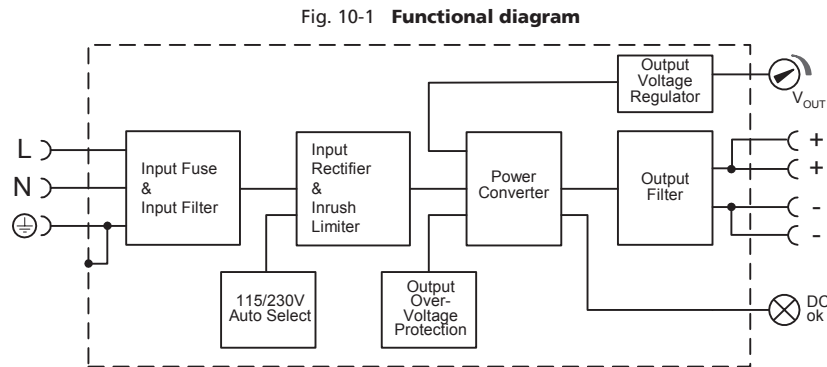 Fig. 10-1 Functional diagram
Output
Voltage
Regulator
VOUT
L
N
Input Fuse
&
Input Filter
Input
Rectifier
&
Inrush
Limiter
Power
Converter
Output
Filter
+
+
-
-
115/230V
Auto Select
Output
Over-
Voltage
Protection
DC
ok